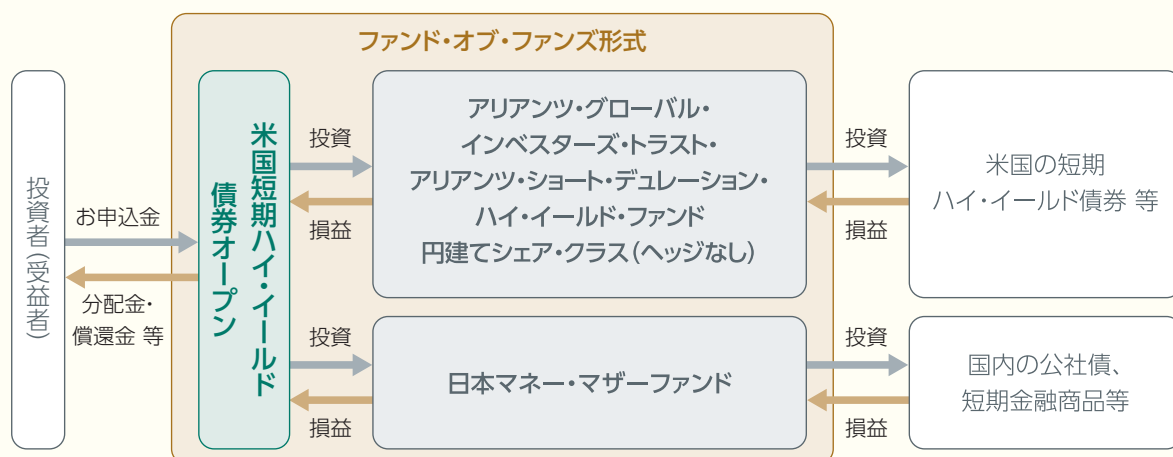 ファンド・オブ・ファンズ形式
投資者(受益者)
お申込金
分配金・
償還金 等
米国短期ハイ・イールド
債券オープン
投資
損益
アリアンツ・グローバル・
インベスターズ・トラスト・
アリアンツ・ショート・デュレーション・
ハイ・イールド・ファンド
円建てシェア・クラス(ヘッジなし)
投資
損益
米国の短期
ハイ・イールド債券 等
投資
損益
日本マネー・マザーファンド
投資
損益
国内の公社債、
短期金融商品等